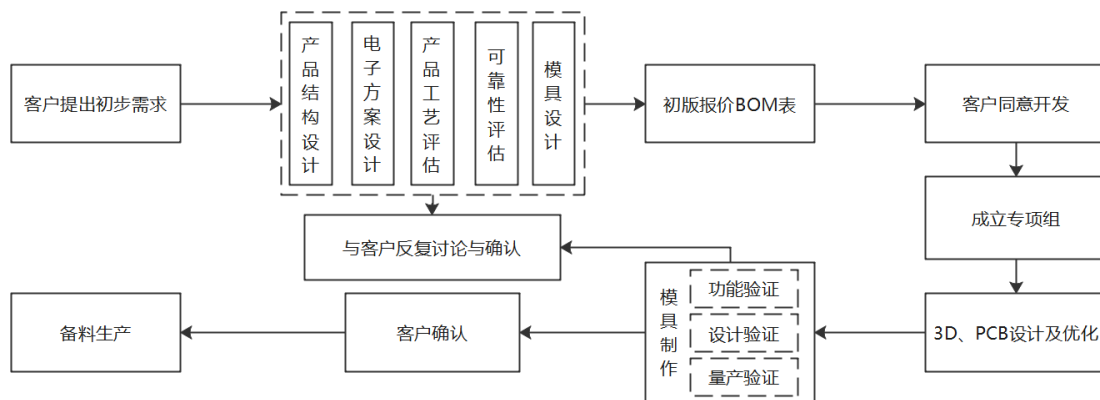 客户提出初步需求
产品结构设计
电子方案设计
产品工艺评估
可靠性评估
模具设计
初版报价BOM表
客户同意开发
成立专项组
与客户反复讨论与确认
3D、PCB设计及优化
模具制作
功能验证
设计验证
量产验证
客户确认
备料生产